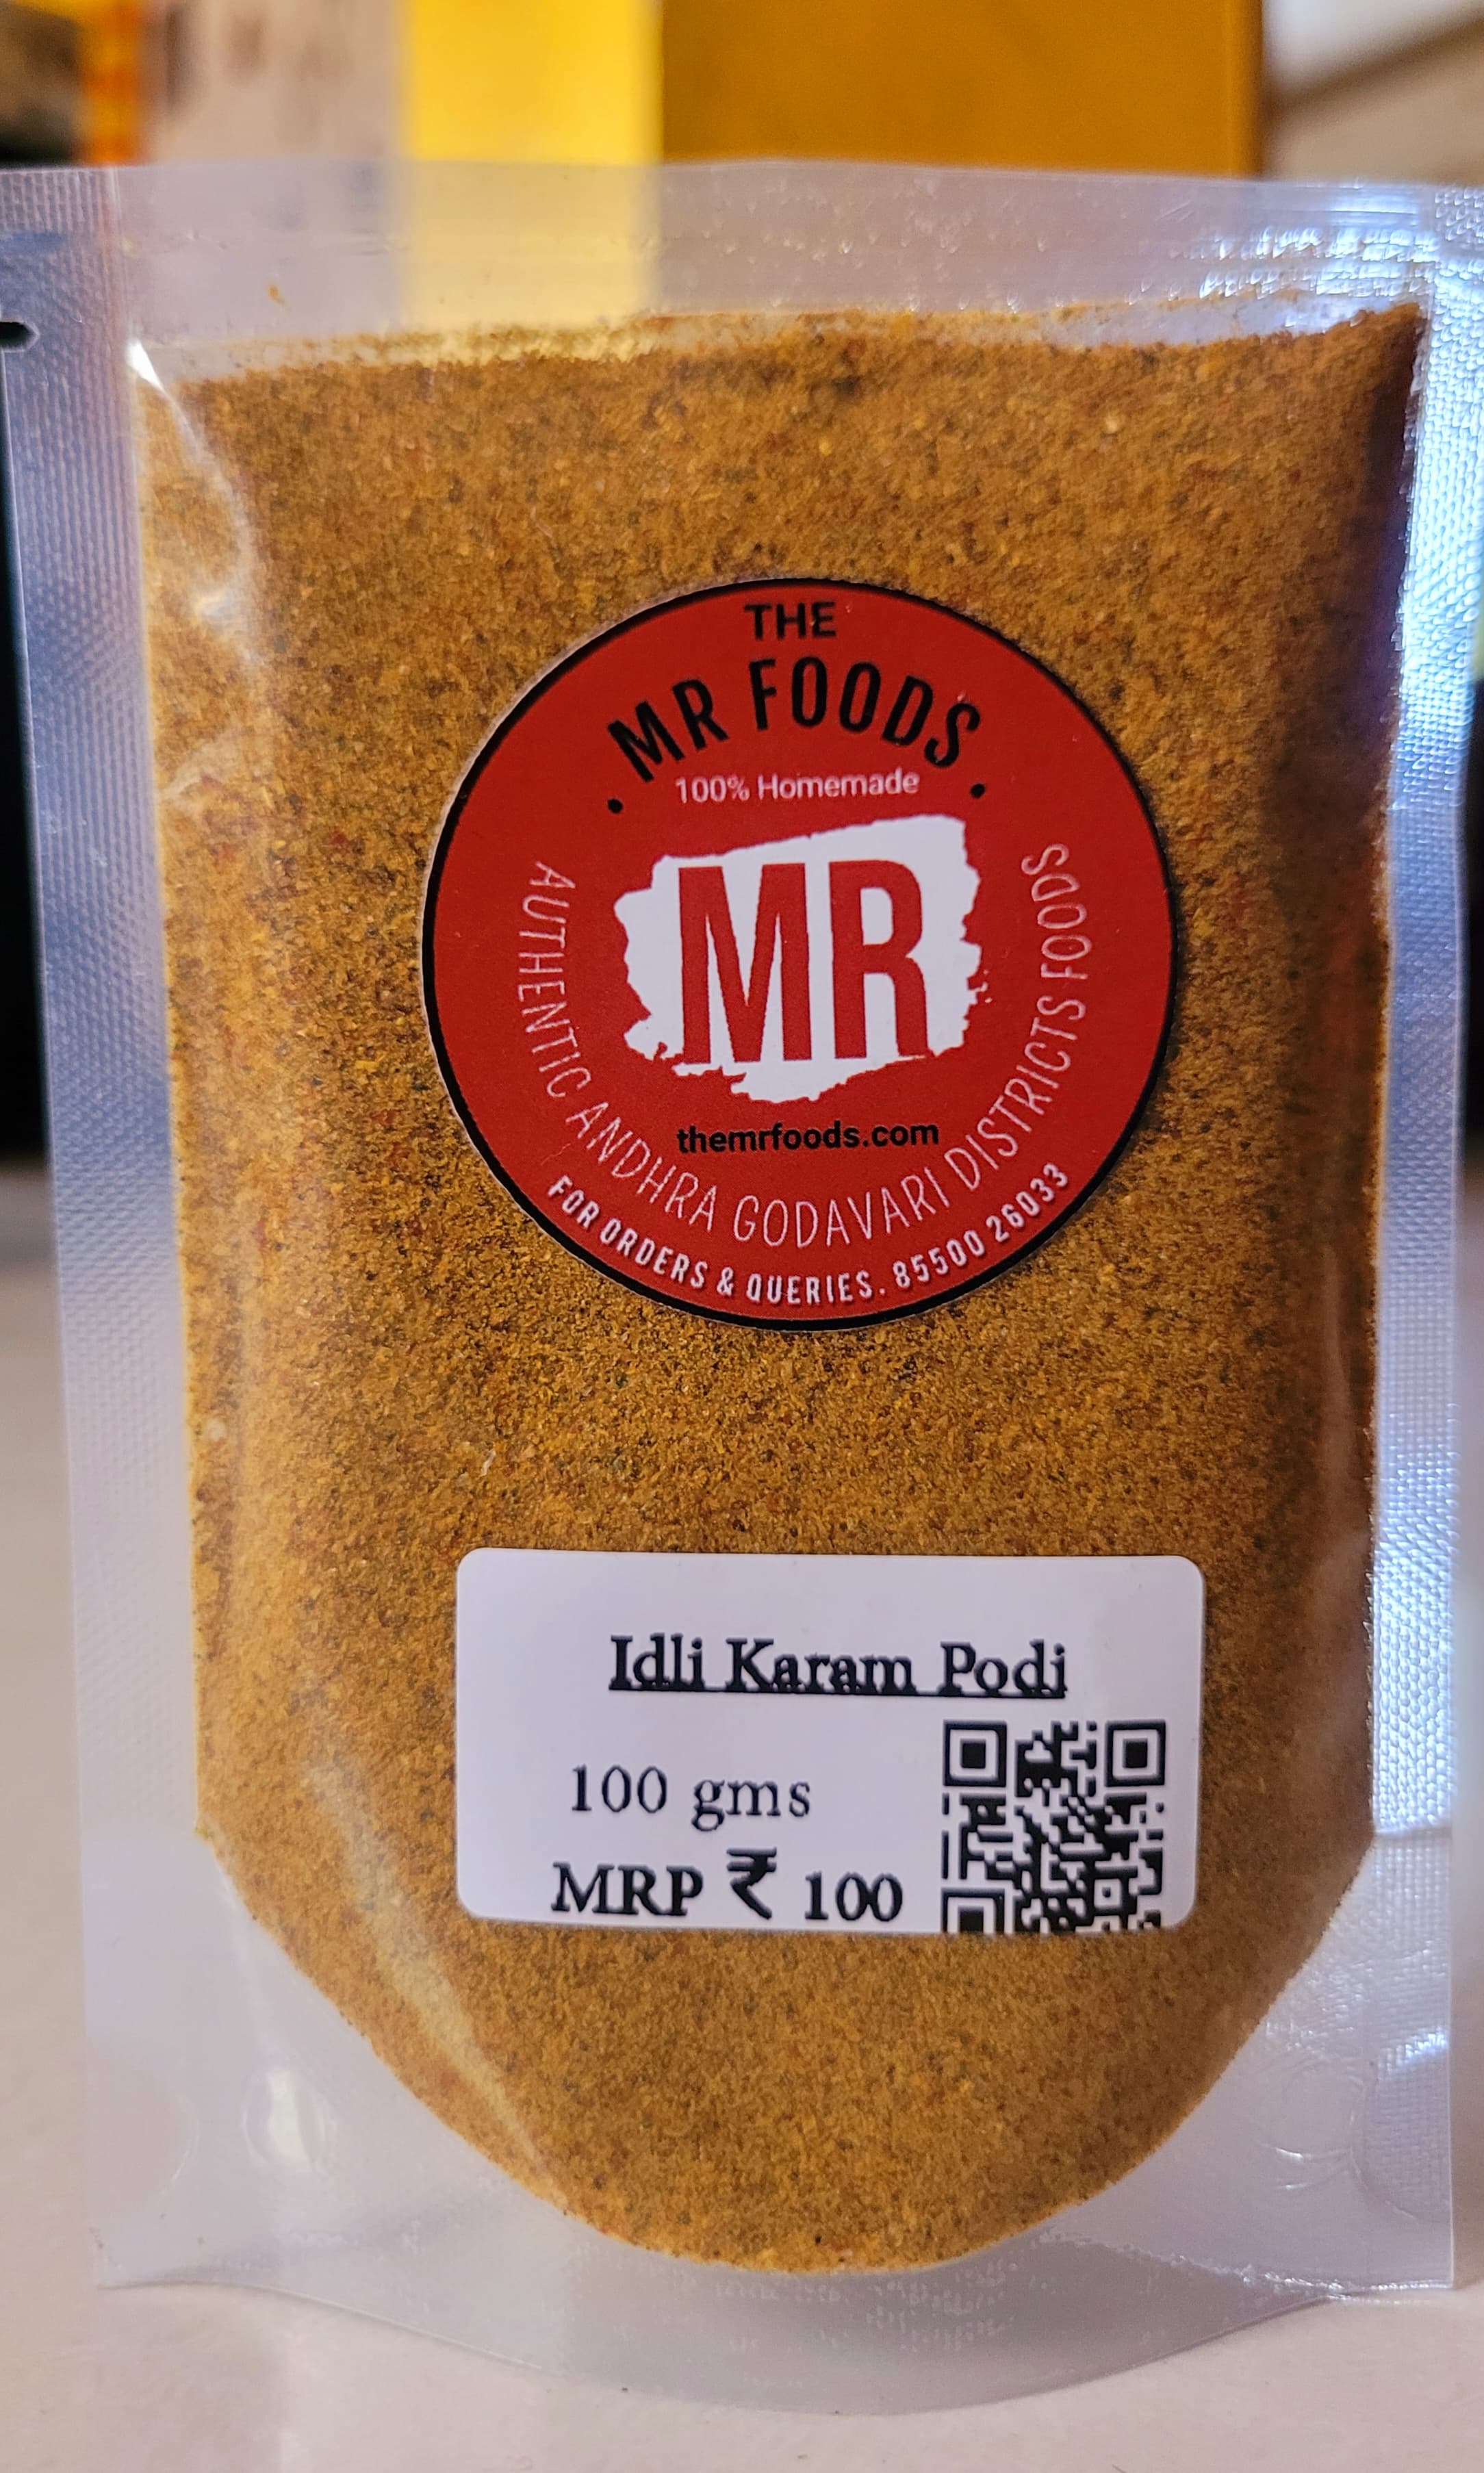 THE
MR FOODS
100% Homemade
MR
themrfoods.com
AUTHENTIC ANDHRA GODAVARI DISTRICTS FOODS
FOR ORDERS & QUERIES. 85500 26033
Idli Karam Podi
100 gms
MRP ₹ 100